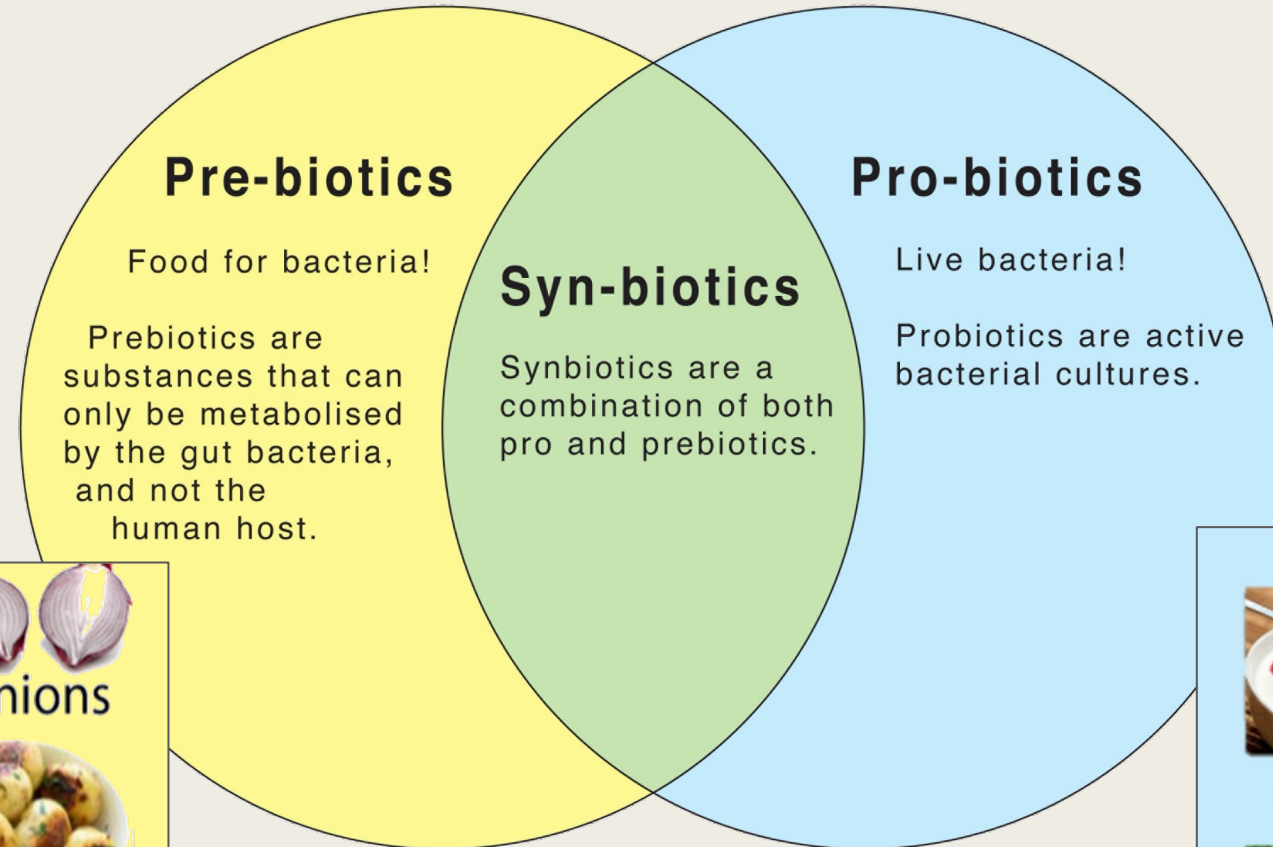 Pre-biotics
Food for bacteria!
Prebiotics are
substances that can
only be metabolised
by the gut bacteria,
and not the
human host.
Syn-biotics
Synbiotics are a
combination of both
pro and prebiotics.
Pro-biotics
Live bacteria!
Probiotics are active
bacterial cultures.